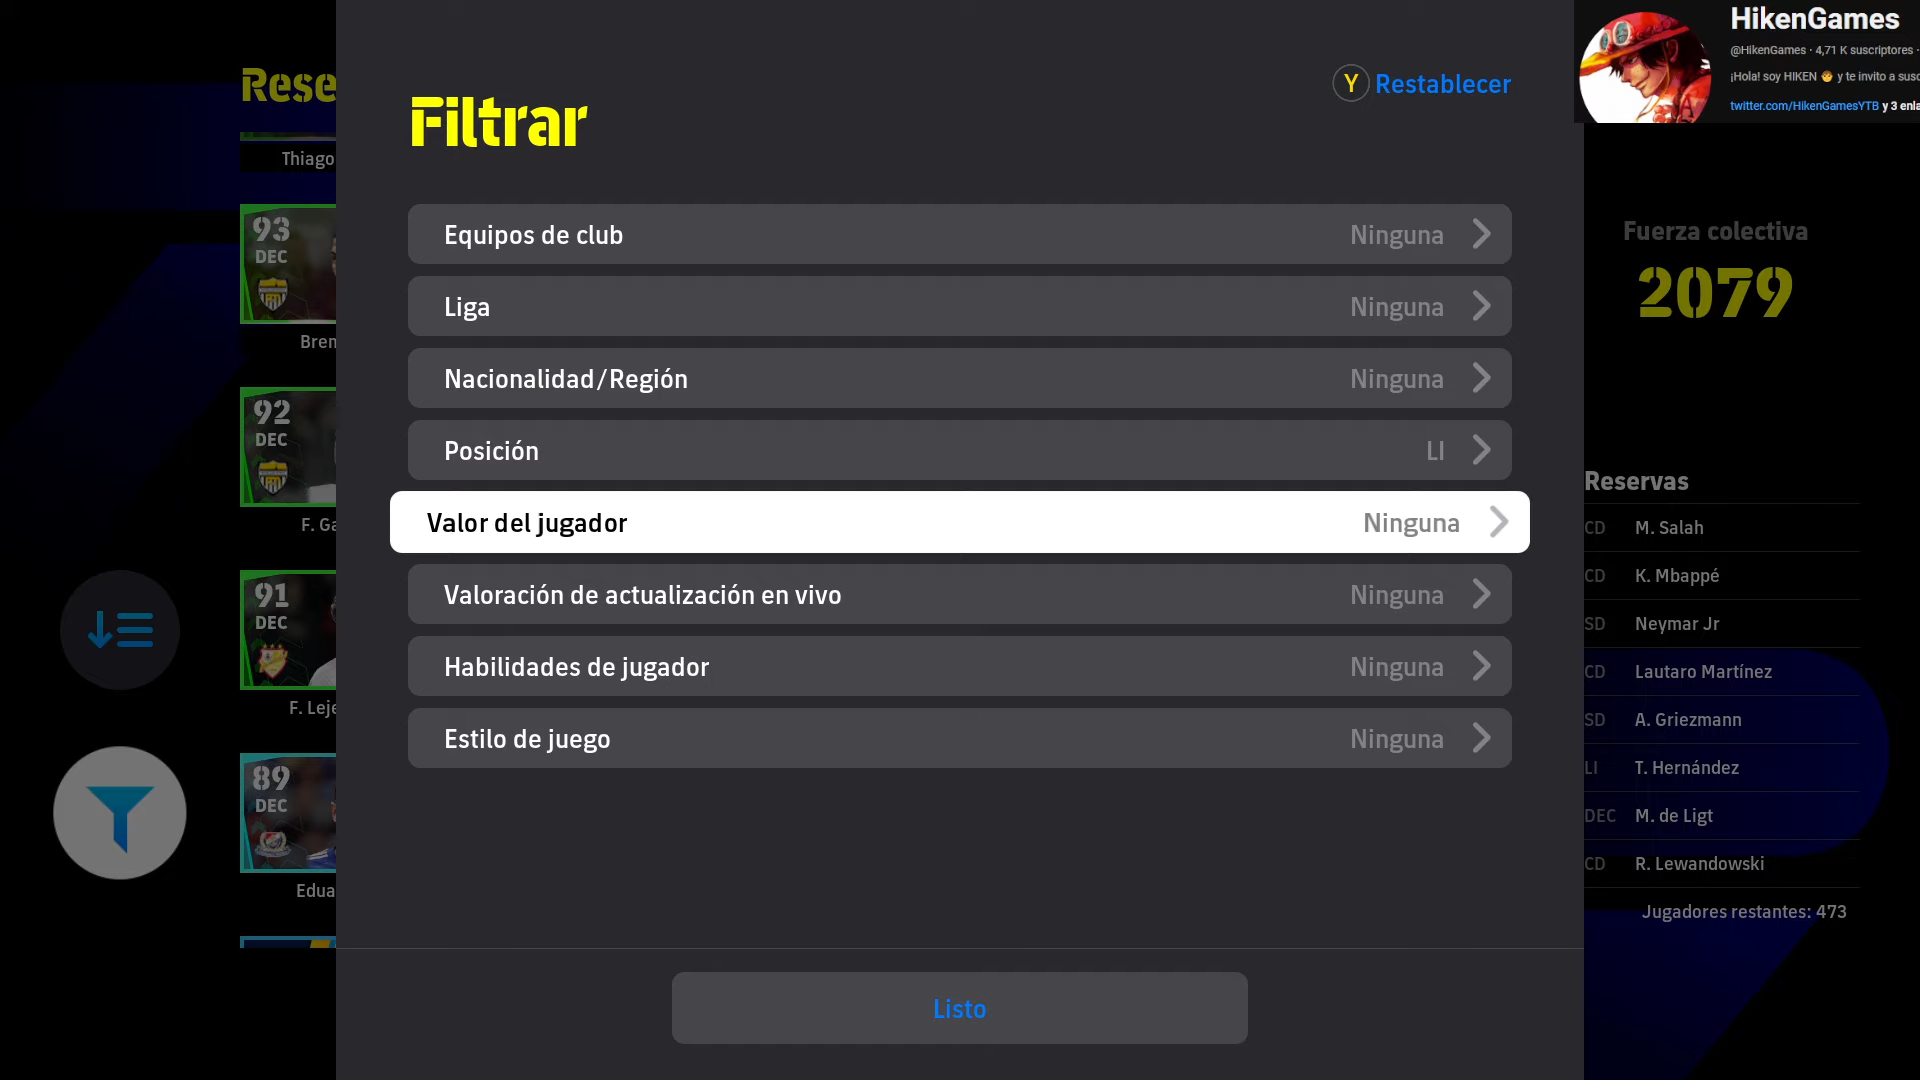 HikenGames
@HikenGames · 4,71 K suscriptores ·
¡Hola! soy HIKEN 🧒 y te invito a susc
twitter.com/HikenGamesYTB y 3 enla
Rese
Thiago
93
DEC
Bren
92
DEC
F. Ga
91
DEC
F. Leje
89
DEC
Edua
Filtrar
Y Restablecer
Equipos de club Ninguna
Liga Ninguna
Nacionalidad/Región Ninguna
Posición LI
Valor del jugador Ninguna
Valoración de actualización en vivo Ninguna
Habilidades de jugador Ninguna
Estilo de juego Ninguna
Listo
Fuerza colectiva
2079
Reservas
CD M. Salah
CD K. Mbappé
SD Neymar Jr
CD Lautaro Martínez
SD A. Griezmann
LI T. Hernández
DEC M. de Ligt
CD R. Lewandowski
Jugadores restantes: 473